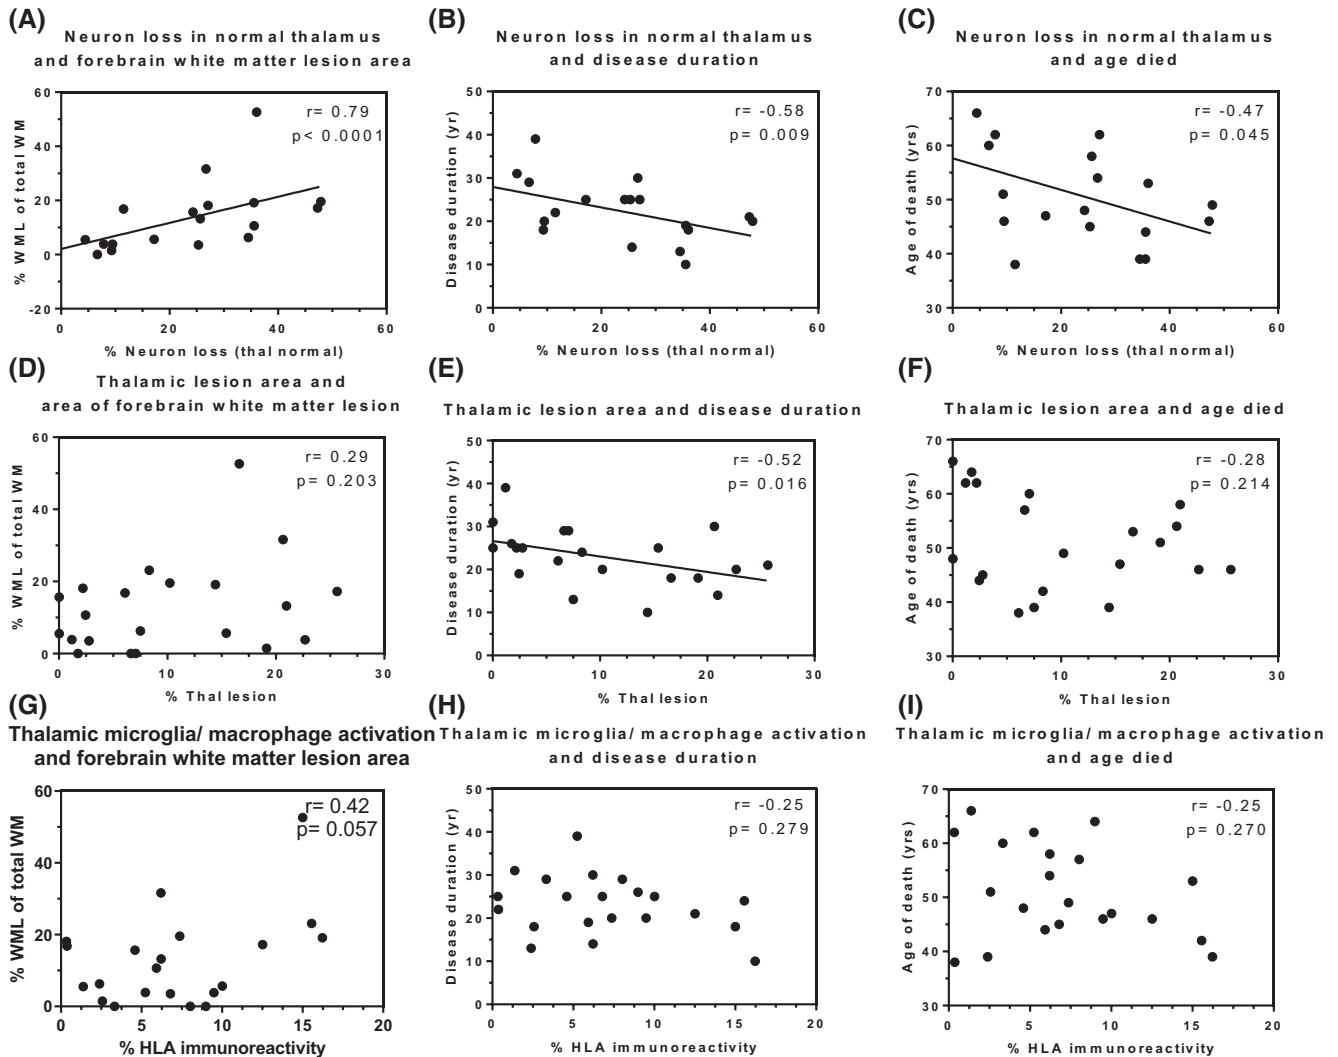 (A)
Neuron loss in normal thalamus
and forebrain white matter lesion area
% WML of total WM
60
40
20
0
-20
r= 0.79
p< 0.0001
0
20
40
60
% Neuron loss (thal normal)
(B)
Neuron loss in normal thalamus
and disease duration
Disease duration (yr)
50
40
30
20
10
0
r= -0.58
p= 0.009
0
20
40
60
% Neuron loss (thal normal)
(C)
Neuron loss in normal thalamus
and age died
Age of death (yrs)
70
60
50
40
30
r= -0.47
p= 0.045
0
20
40
60
% Neuron loss (thal normal)
(D)
Thalamic lesion area and
area of forebrain white matter lesion
% WML of total WM
60
40
20
0
r= 0.29
p= 0.203
0
10
20
30
% Thal lesion
(E)
Thalamic lesion area and disease duration
Disease duration (yr)
50
40
30
20
10
0
r= -0.52
p= 0.016
0
10
20
30
% Thal lesion
(F)
Thalamic lesion area and age died
Age of death (yrs)
70
60
50
40
30
r= -0.28
p= 0.214
0
10
20
30
% Thal lesion
(G)
Thalamic microglia/ macrophage activation
and forebrain white matter lesion area
% WML of total WM
60
40
20
0
r= 0.42
p= 0.057
0
5
10
15
20
% HLA immunoreactivity
(H)
Thalamic microglia/ macrophage activation
and disease duration
Disease duration (yr)
50
40
30
20
10
0
r= -0.25
p= 0.279
0
5
10
15
20
% HLA immunoreactivity
(I)
Thalamic microglia/ macrophage activation
and age died
Age of death (yrs)
70
60
50
40
30
r= -0.25
p= 0.270
0
5
10
15
20
% HLA immunoreactivity